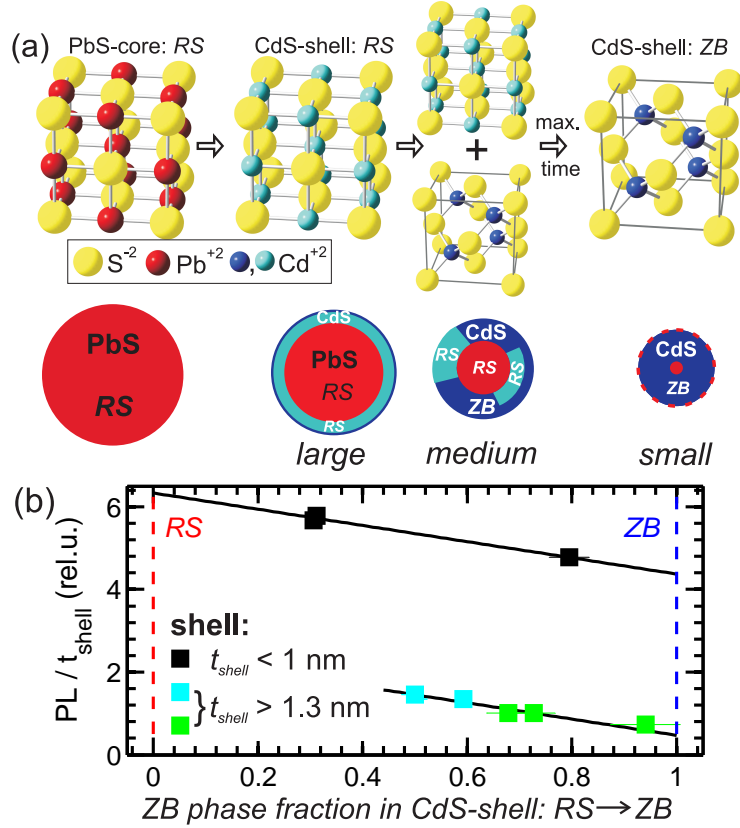 (a)
PbS-core: RS
CdS-shell: RS
CdS-shell: ZB
+
max.
time
S⁻² Pb⁺² , Cd⁺²
PbS
RS
CdS
PbS
RS
RS
CdS
RS
RS
RS
ZB
CdS
ZB
large
medium
small
(b)
PL / t_shell (rel.u.)
6
4
2
0
RS
ZB
shell:
t_shell < 1 nm
} t_shell > 1.3 nm
0 0.2 0.4 0.6 0.8 1
ZB phase fraction in CdS-shell: RS→ZB